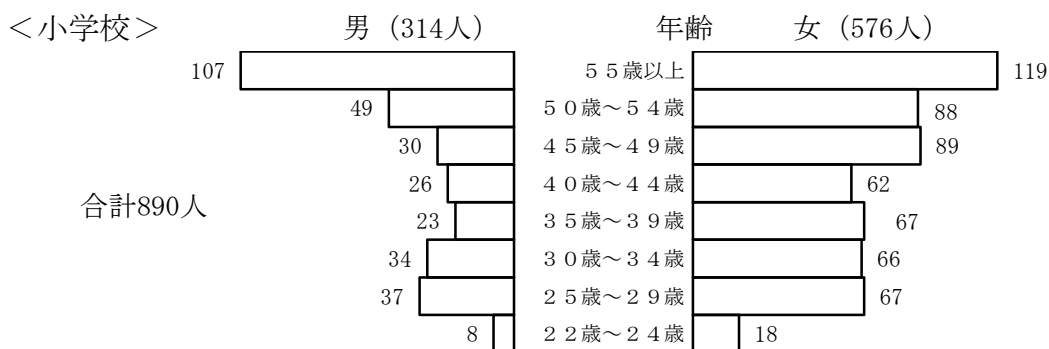 ＜小学校＞ 男（314人） 年齢 女（576人）
107 ５５歳以上 119
49 ５０歳～５４歳 88
30 ４５歳～４９歳 89
26 ４０歳～４４歳 62
合計890人
23 ３５歳～３９歳 67
34 ３０歳～３４歳 66
37 ２５歳～２９歳 67
8 ２２歳～２４歳 18